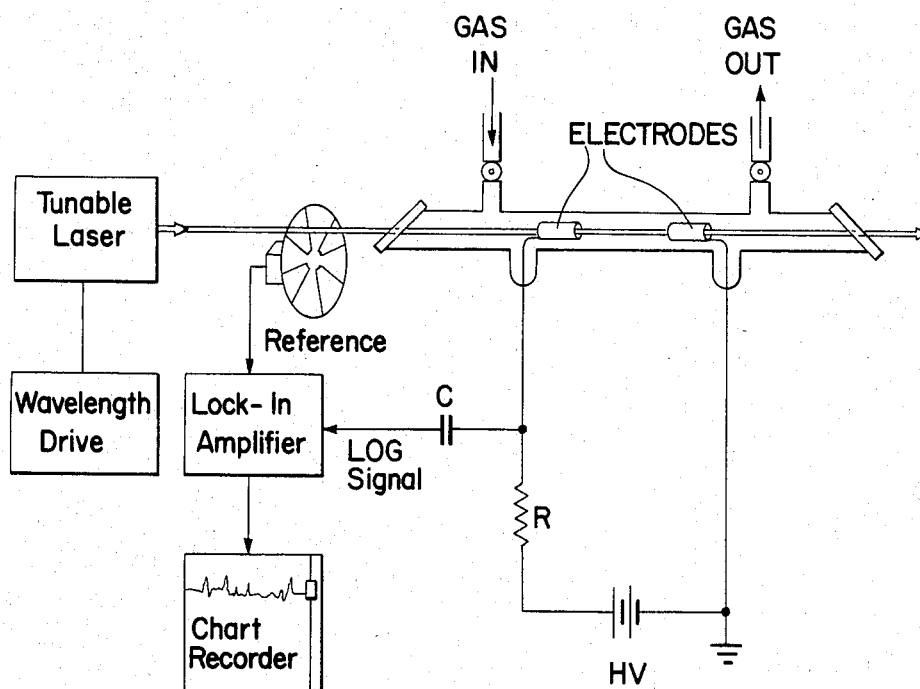 GAS
IN
GAS
OUT
ELECTRODES
Tunable
Laser
Reference
Wavelength
Drive
Lock-In
Amplifier
C
LOG
Signal
R
Chart
Recorder
HV